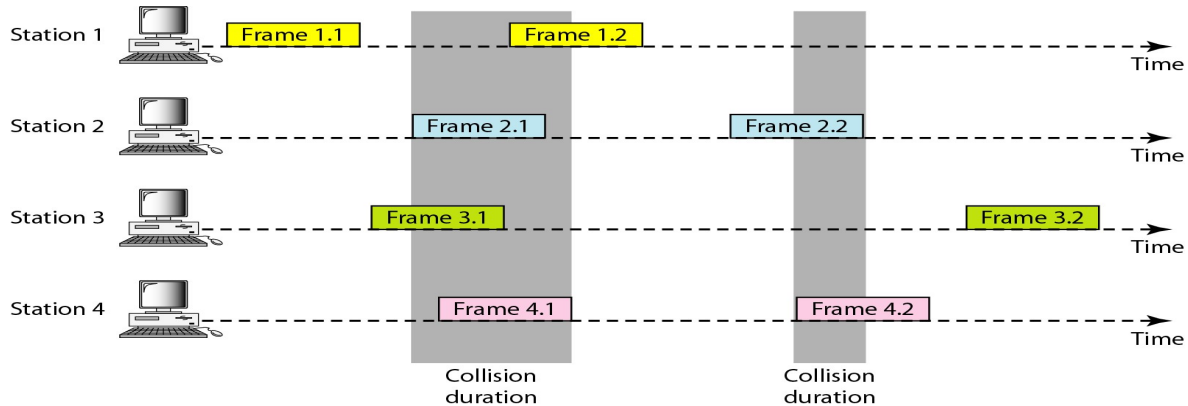 Station 1
Frame 1.1
Frame 1.2
Time
Station 2
Frame 2.1
Frame 2.2
Time
Station 3
Frame 3.1
Frame 3.2
Time
Station 4
Frame 4.1
Frame 4.2
Time
Collision
duration
Collision
duration